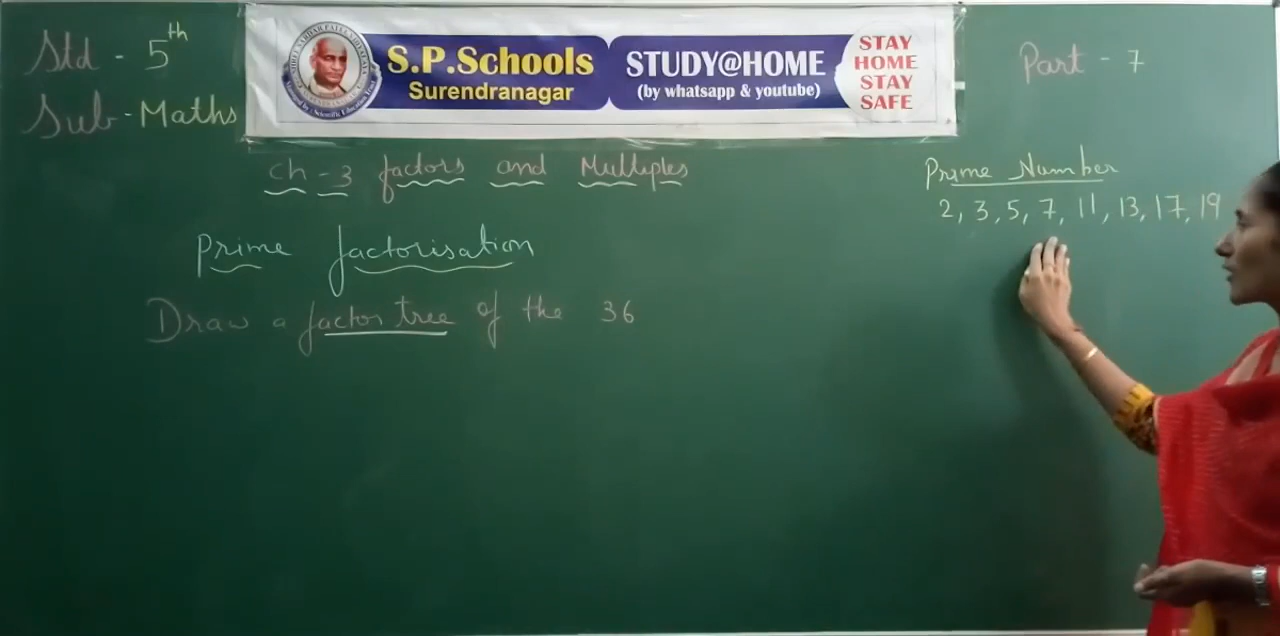 Std - 5th
Sub - Maths
S.P.Schools
Surendranagar
STUDY@HOME
(by whatsapp & youtube)
STAY
HOME
STAY
SAFE
Part - 7
Ch - 3 factors and Multiples
Prime factorisation
Draw a factor tree of the 36
Prime Number
2, 3, 5, 7, 11, 13, 17, 19